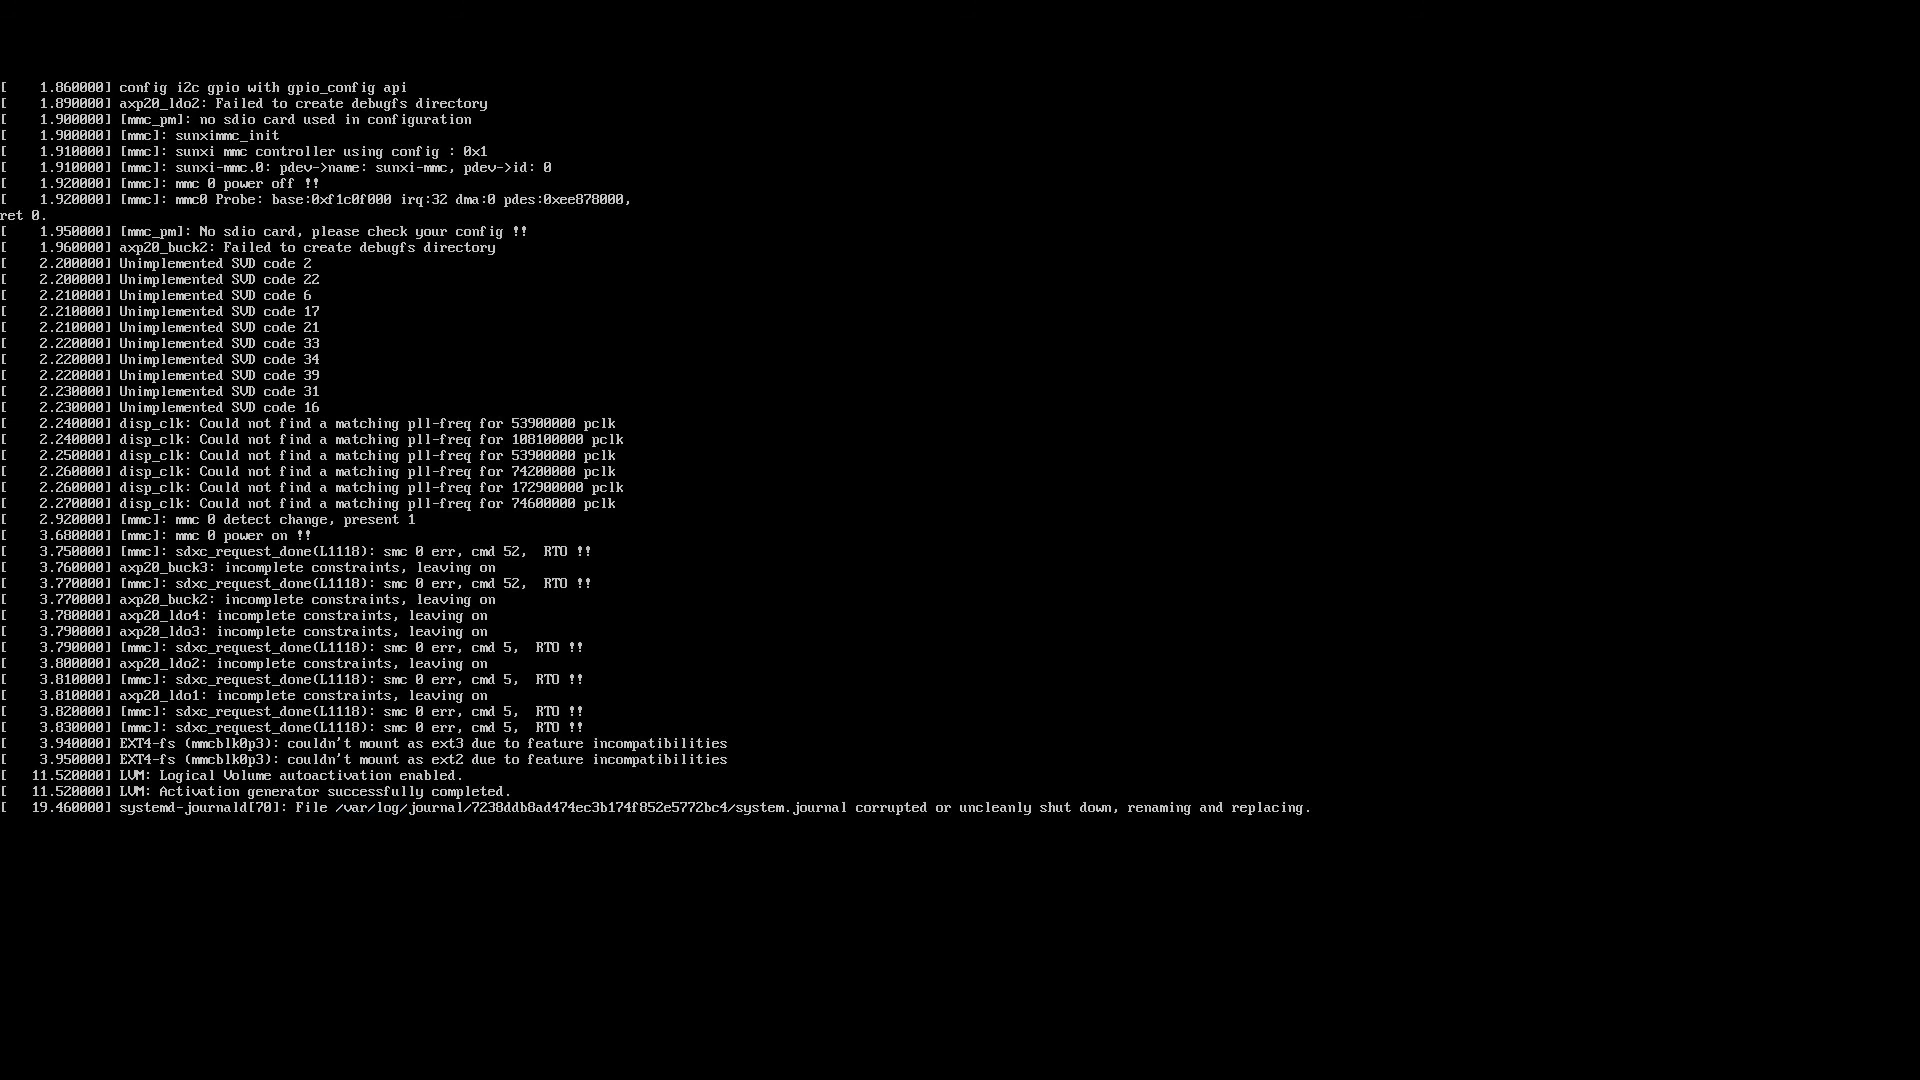 [    1.860000] config i2c gpio with gpio_config api
[    1.890000] axp20_ldo2: Failed to create debugfs directory
[    1.900000] [mmc_pm]: no sdio card used in configuration
[    1.900000] [mmc]: sunximmc_init
[    1.910000] [mmc]: sunxi mmc controller using config : 0x1
[    1.910000] [mmc]: sunxi-mmc.0: pdev->name: sunxi-mmc, pdev->id: 0
[    1.920000] [mmc]: mmc 0 power off !!
[    1.920000] [mmc]: mmc0 Probe: base:0xf1c0f000 irq:32 dma:0 pdes:0xee878000,
ret 0.
[    1.950000] [mmc_pm]: No sdio card, please check your config !!
[    1.960000] axp20_buck2: Failed to create debugfs directory
[    2.200000] Unimplemented SVD code 2
[    2.200000] Unimplemented SVD code 22
[    2.210000] Unimplemented SVD code 6
[    2.210000] Unimplemented SVD code 17
[    2.210000] Unimplemented SVD code 21
[    2.220000] Unimplemented SVD code 33
[    2.220000] Unimplemented SVD code 34
[    2.220000] Unimplemented SVD code 39
[    2.230000] Unimplemented SVD code 31
[    2.230000] Unimplemented SVD code 16
[    2.240000] disp_clk: Could not find a matching pll-freq for 53900000 pclk
[    2.240000] disp_clk: Could not find a matching pll-freq for 108100000 pclk
[    2.250000] disp_clk: Could not find a matching pll-freq for 53900000 pclk
[    2.260000] disp_clk: Could not find a matching pll-freq for 74200000 pclk
[    2.260000] disp_clk: Could not find a matching pll-freq for 172900000 pclk
[    2.270000] disp_clk: Could not find a matching pll-freq for 74600000 pclk
[    2.920000] [mmc]: mmc 0 detect change, present 1
[    3.680000] [mmc]: mmc 0 power on !!
[    3.750000] [mmc]: sdxc_request_done(L1118): smc 0 err, cmd 52,  RTO !!
[    3.760000] axp20_buck3: incomplete constraints, leaving on
[    3.770000] [mmc]: sdxc_request_done(L1118): smc 0 err, cmd 52,  RTO !!
[    3.770000] axp20_buck2: incomplete constraints, leaving on
[    3.780000] axp20_ldo4: incomplete constraints, leaving on
[    3.790000] axp20_ldo3: incomplete constraints, leaving on
[    3.790000] [mmc]: sdxc_request_done(L1118): smc 0 err, cmd 5,  RTO !!
[    3.800000] axp20_ldo2: incomplete constraints, leaving on
[    3.810000] [mmc]: sdxc_request_done(L1118): smc 0 err, cmd 5,  RTO !!
[    3.810000] axp20_ldo1: incomplete constraints, leaving on
[    3.820000] [mmc]: sdxc_request_done(L1118): smc 0 err, cmd 5,  RTO !!
[    3.830000] [mmc]: sdxc_request_done(L1118): smc 0 err, cmd 5,  RTO !!
[    3.940000] EXT4-fs (mmcblk0p3): couldn't mount as ext3 due to feature incompatibilities
[    3.950000] EXT4-fs (mmcblk0p3): couldn't mount as ext2 due to feature incompatibilities
[   11.520000] LVM: Logical Volume autoactivation enabled.
[   11.520000] LVM: Activation generator successfully completed.
[   19.460000] systemd-journald[70]: File /var/log/journal/7238ddb8ad474ec3b174f852e5772bc4/system.journal corrupted or uncleanly shut down, renaming and replacing.